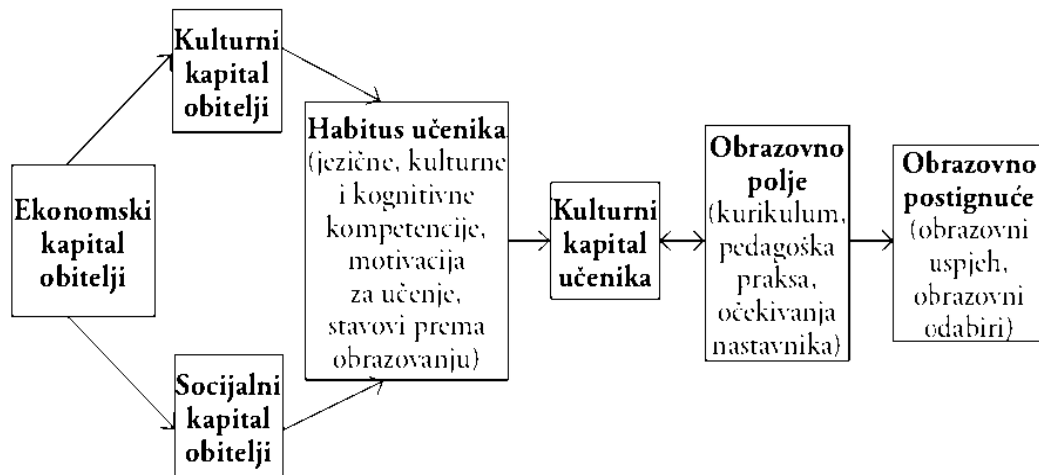 Ekonomski
kapital
obitelji
Kulturni
kapital
obitelji
Socijalni
kapital
obitelji
Habitus učenika
(jezične, kulturne
i kognitivne
kompetencije,
motivacija
za učenje,
stavovi prema
obrazovanju)
Kulturni
kapital
učenika
Obrazovno
polje
(kurikulum,
pedagoška
praksa,
očekivanja
nastavnika)
Obrazovno
postignuće
(obrazovni
uspjeh,
obrazovni
odabiri)